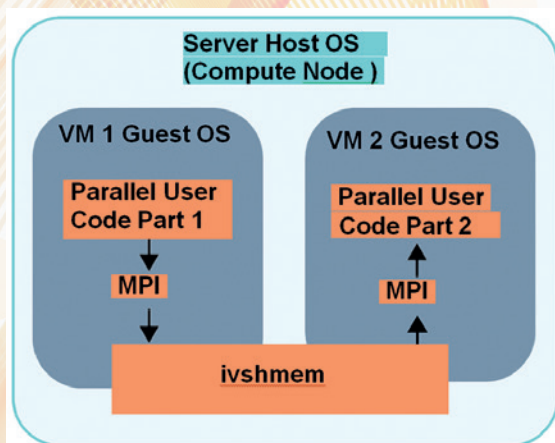 Server Host OS
(Compute Node )
VM 1 Guest OS
Parallel User
Code Part 1
MPI
VM 2 Guest OS
Parallel User
Code Part 2
MPI
ivshmem